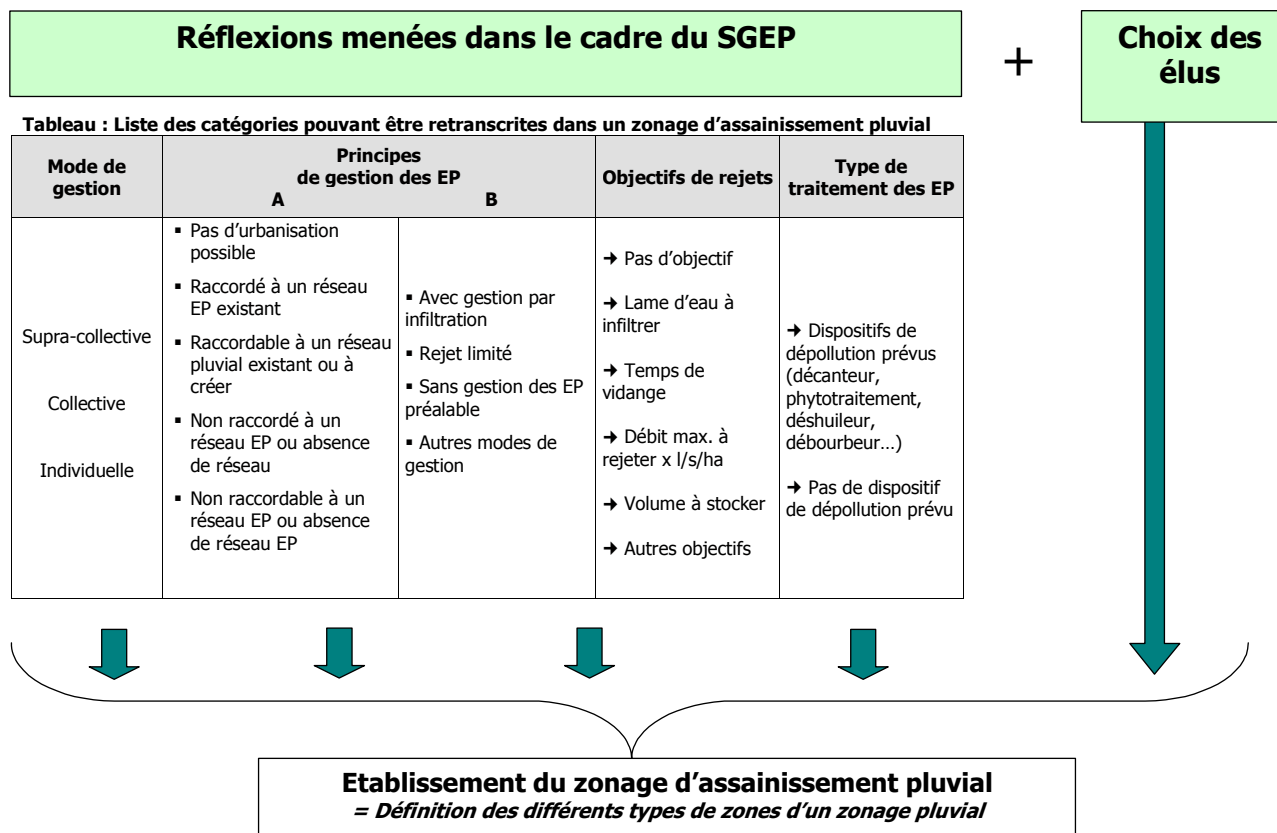 Réflexions menées dans le cadre du SGEP
+
Choix des
élus
Tableau : Liste des catégories pouvant être retranscrites dans un zonage d'assainissement pluvial
Mode de
gestion
Principes
de gestion des EP
A
B
Objectifs de rejets
Type de
traitement des EP
Supra-collective
Collective
Individuelle
▪ Pas d'urbanisation
possible
▪ Raccordé à un réseau
EP existant
▪ Raccordable à un réseau
pluvial existant ou à
créer
▪ Non raccordé à un
réseau EP ou absence
de réseau
▪ Non raccordable à un
réseau EP ou absence
de réseau EP
▪ Avec gestion par
infiltration
▪ Rejet limité
▪ Sans gestion des EP
préalable
▪ Autres modes de
gestion
➔ Pas d'objectif
➔ Lame d'eau à
infiltrer
➔ Temps de
vidange
➔ Débit max. à
rejeter x l/s/ha
➔ Volume à stocker
➔ Autres objectifs
➔ Dispositifs de
dépollution prévus
(décanteur,
phytotraitement,
déshuileur,
débourbeur...)
➔ Pas de dispositif
de dépollution prévu
Etablissement du zonage d'assainissement pluvial
= Définition des différents types de zones d'un zonage pluvial